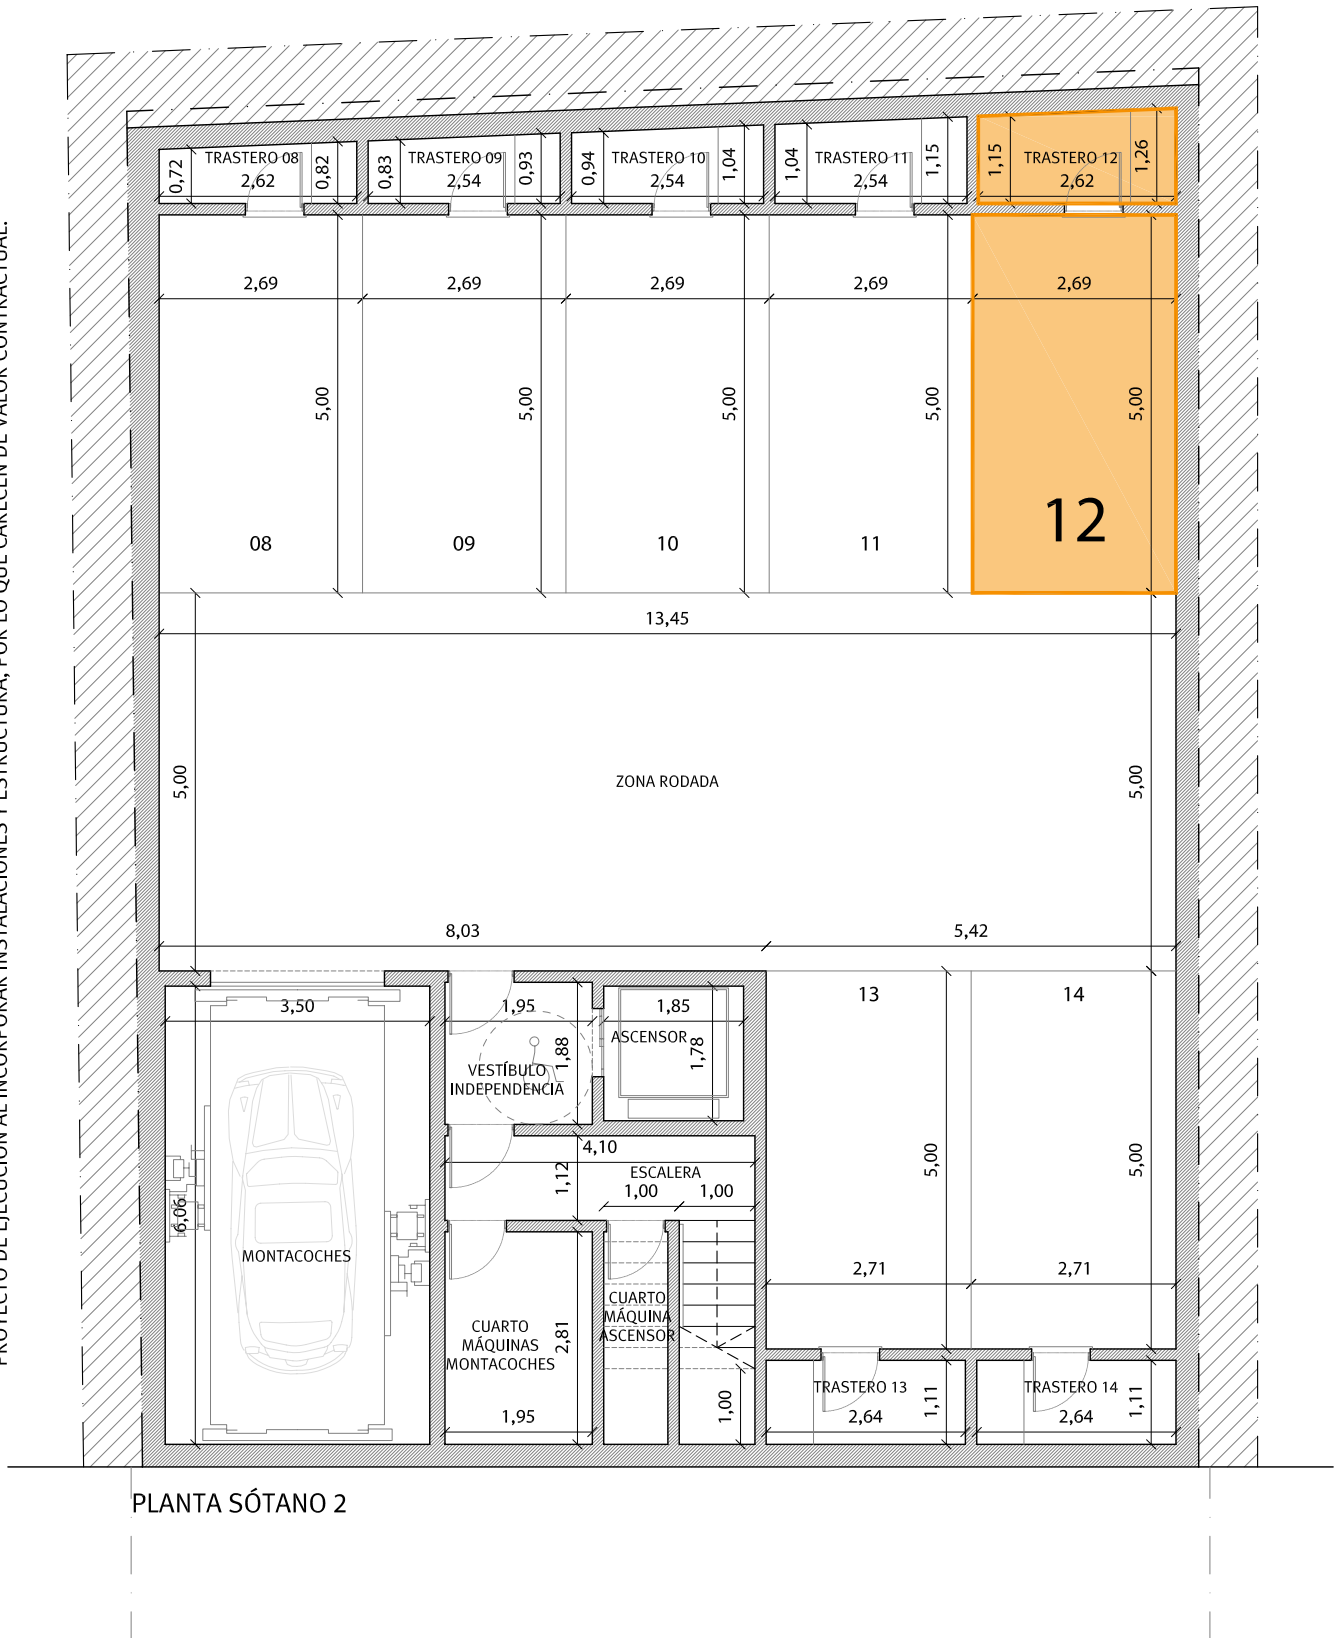 PROYECTO DE EJECUCIÓN AL INCORPORAR INSTALACIONES Y ESTRUCTURA, POR LO QUE CARECEN DE VALOR CONTRACTUAL.
0,72
TRASTERO 08
2,62
0,82
0,83
TRASTERO 09
2,54
0,93
0,94
TRASTERO 10
2,54
1,04
1,04
TRASTERO 11
2,54
1,15
1,15
TRASTERO 12
2,62
1,26
2,69
2,69
2,69
2,69
2,69
5,00
5,00
5,00
5,00
5,00
08
09
10
11
12
13,45
5,00
ZONA RODADA
5,00
8,03
5,42
3,50
1,95
1,85
13
14
ASCENSOR
1,88
1,78
VESTÍBULO
INDEPENDENCIA
4,10
1,12
ESCALERA
1,00
1,00
5,00
5,00
6,06
MONTACOCHES
2,71
2,71
CUARTO
MÁQUINA
ASCENSOR
CUARTO
MÁQUINAS
MONTACOCHES
2,81
1,95
1,00
TRASTERO 13
2,64
1,11
TRASTERO 14
2,64
1,11
PLANTA SÓTANO 2